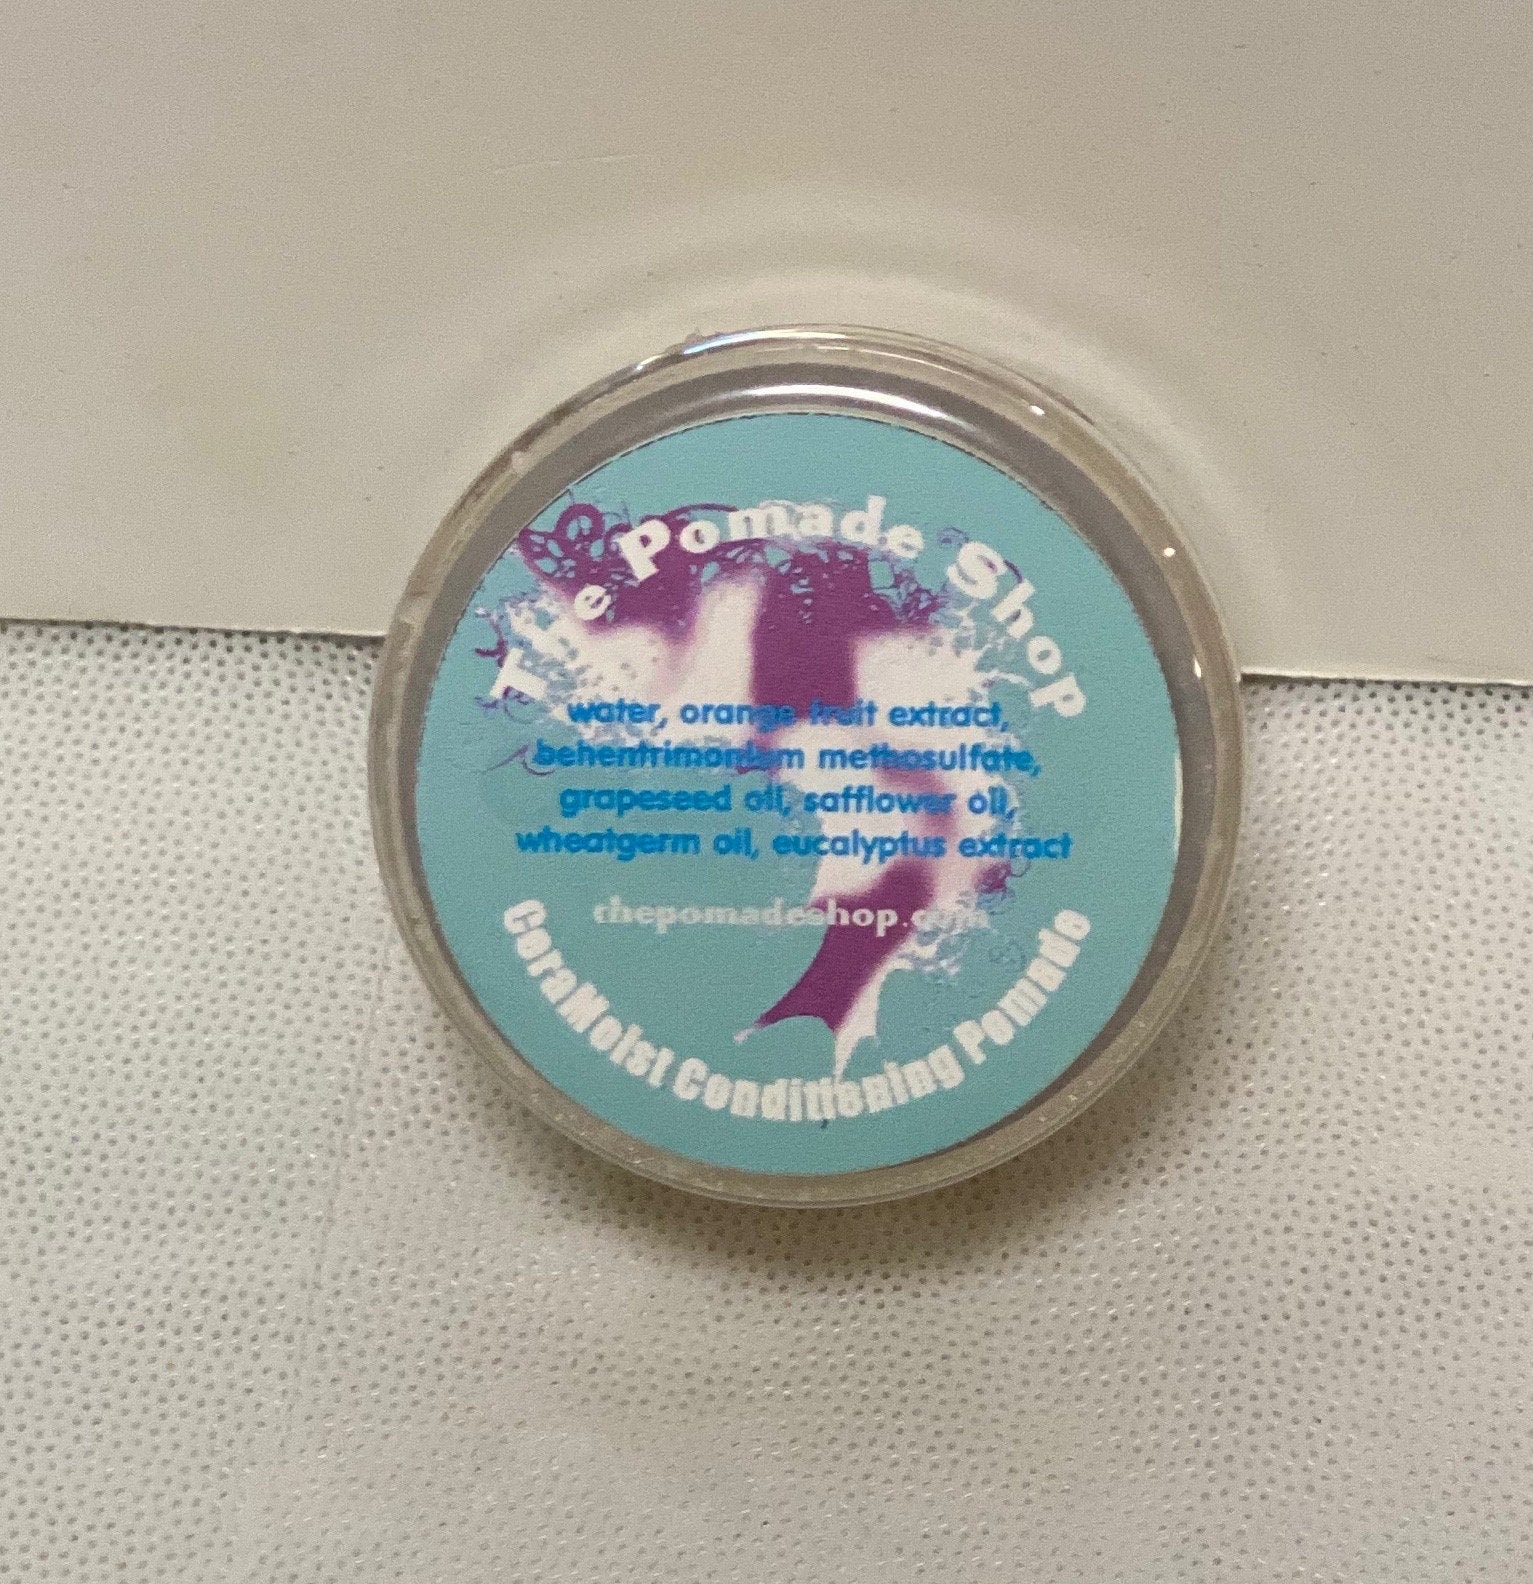 The Pomade Shop
water, orange fruit extract,
behentrimonium methosulfate,
grapeseed oil, safflower oil,
wheatgerm oil, eucalyptus extract
thepomadeshop.com
CeraMoist Conditioning Pomade